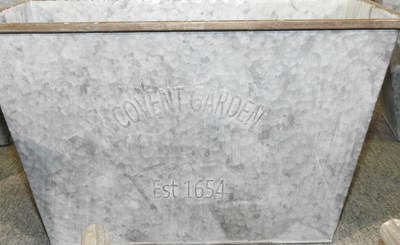 COVENT GARDEN
Est 1654